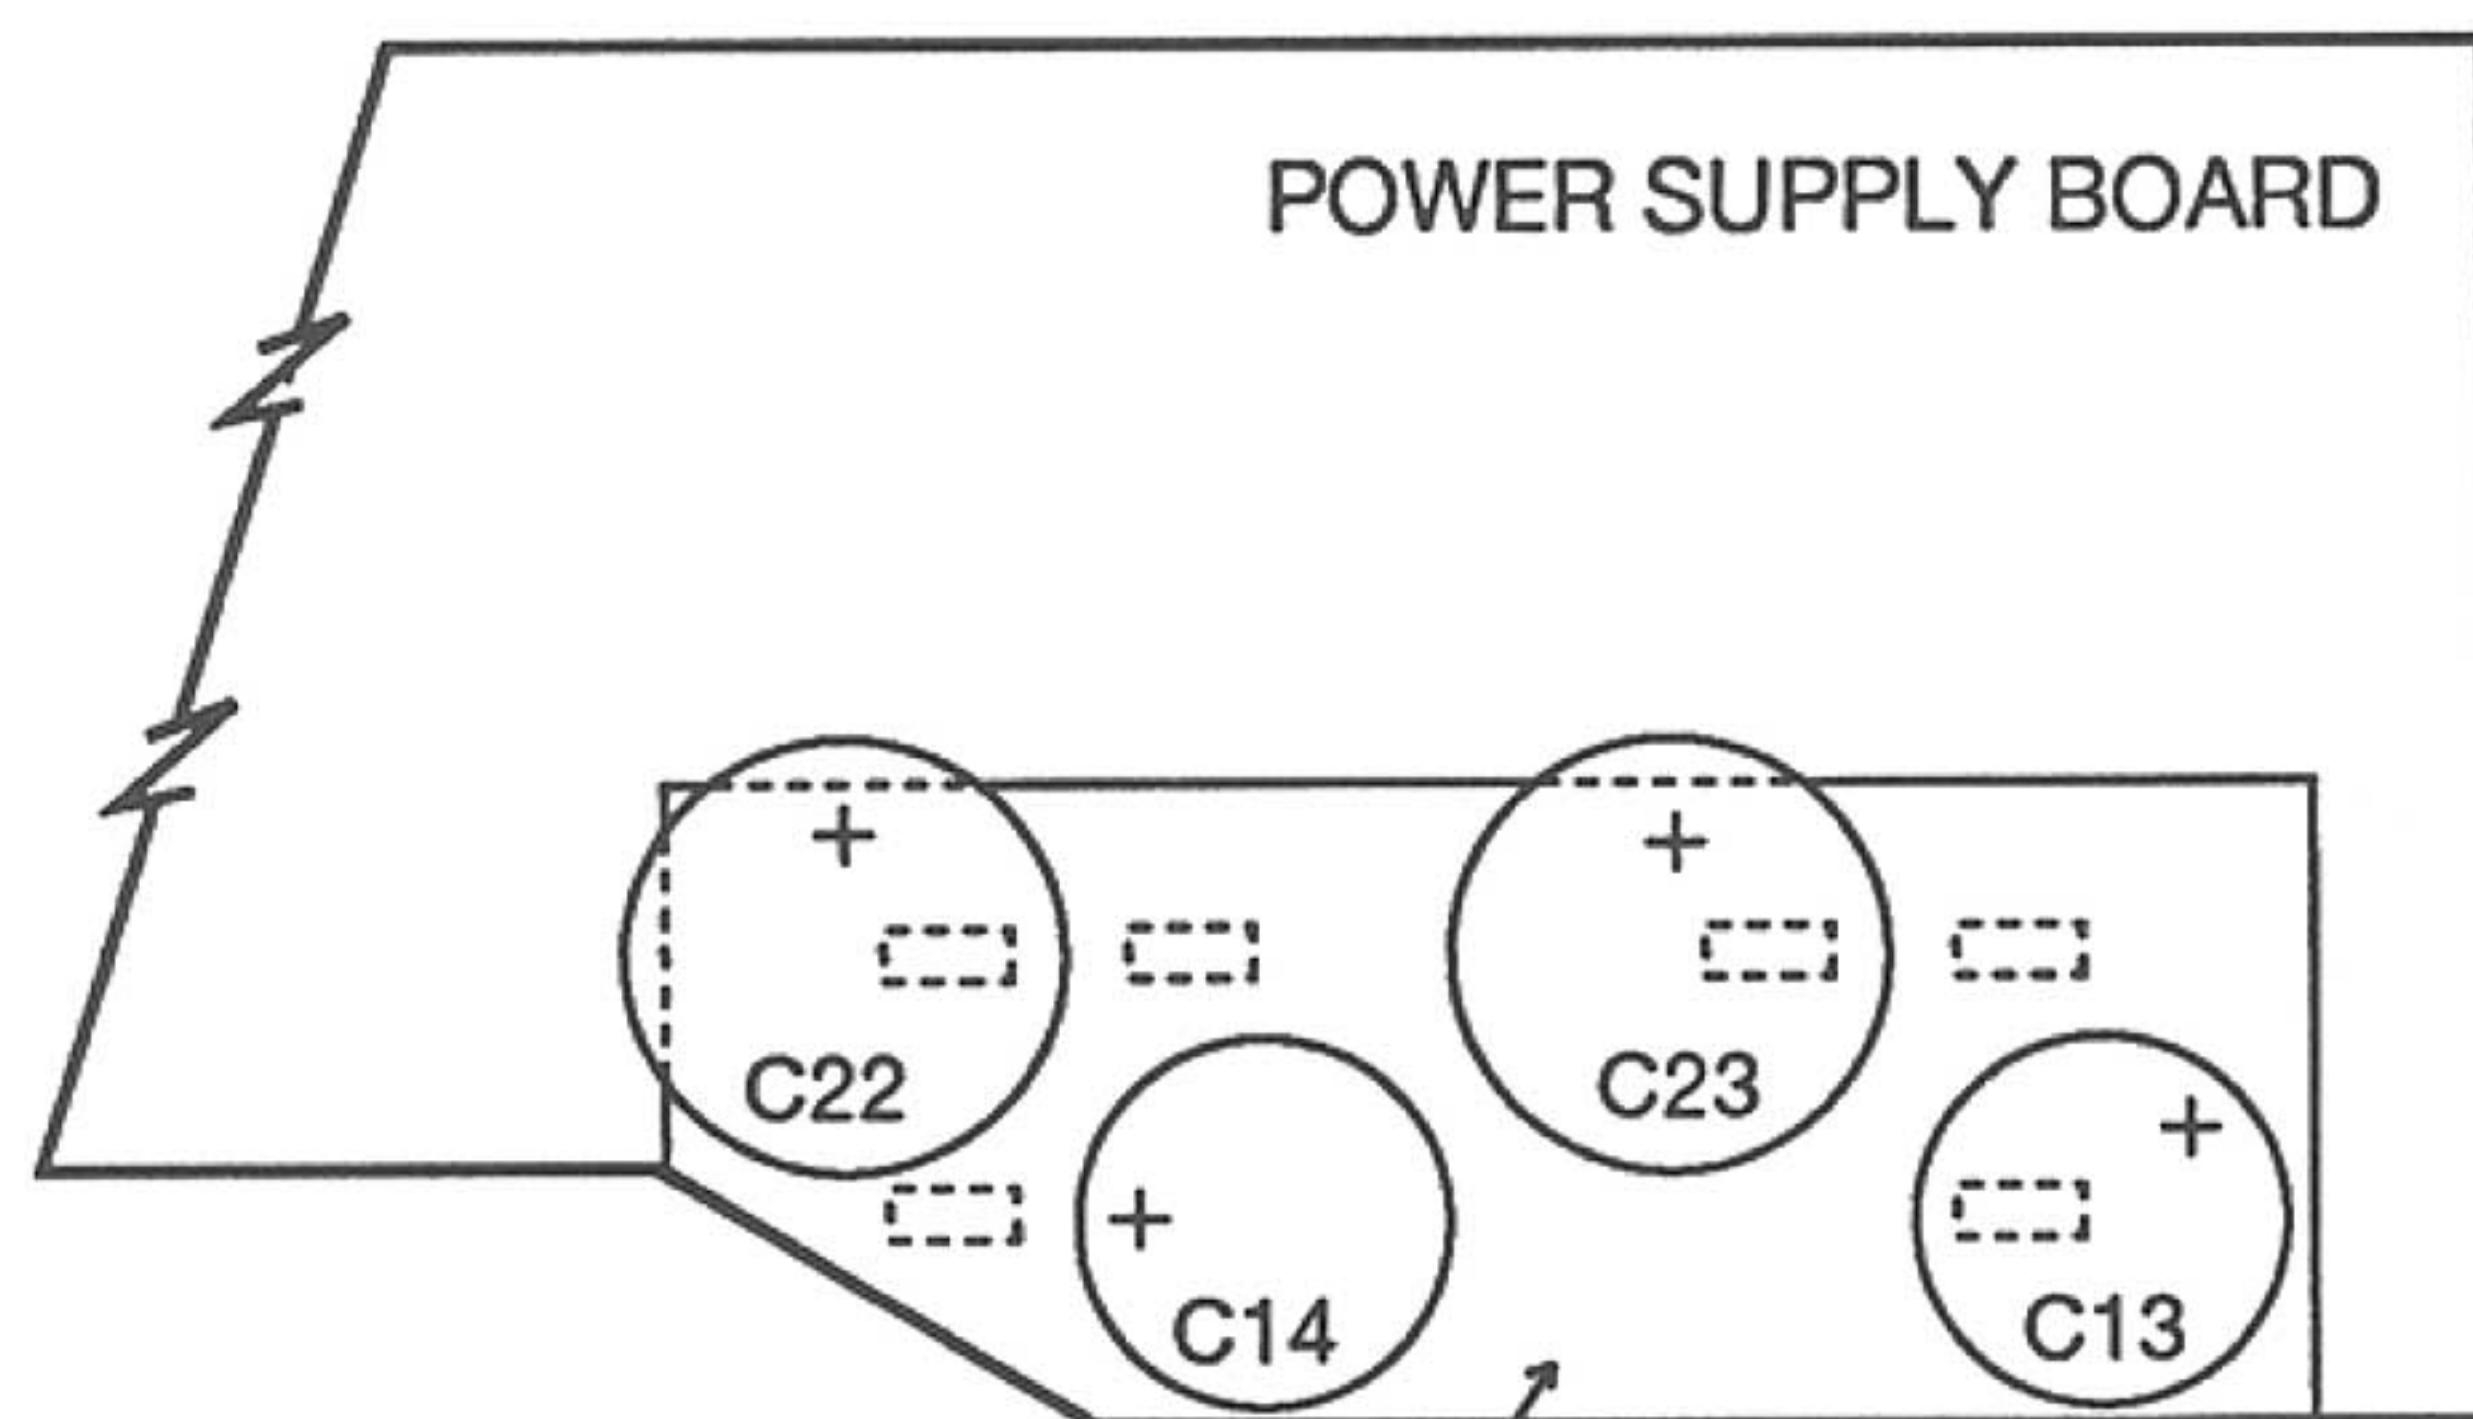 POWER SUPPLY BOARD
+
+
C22
C23
+
+
C14
C13